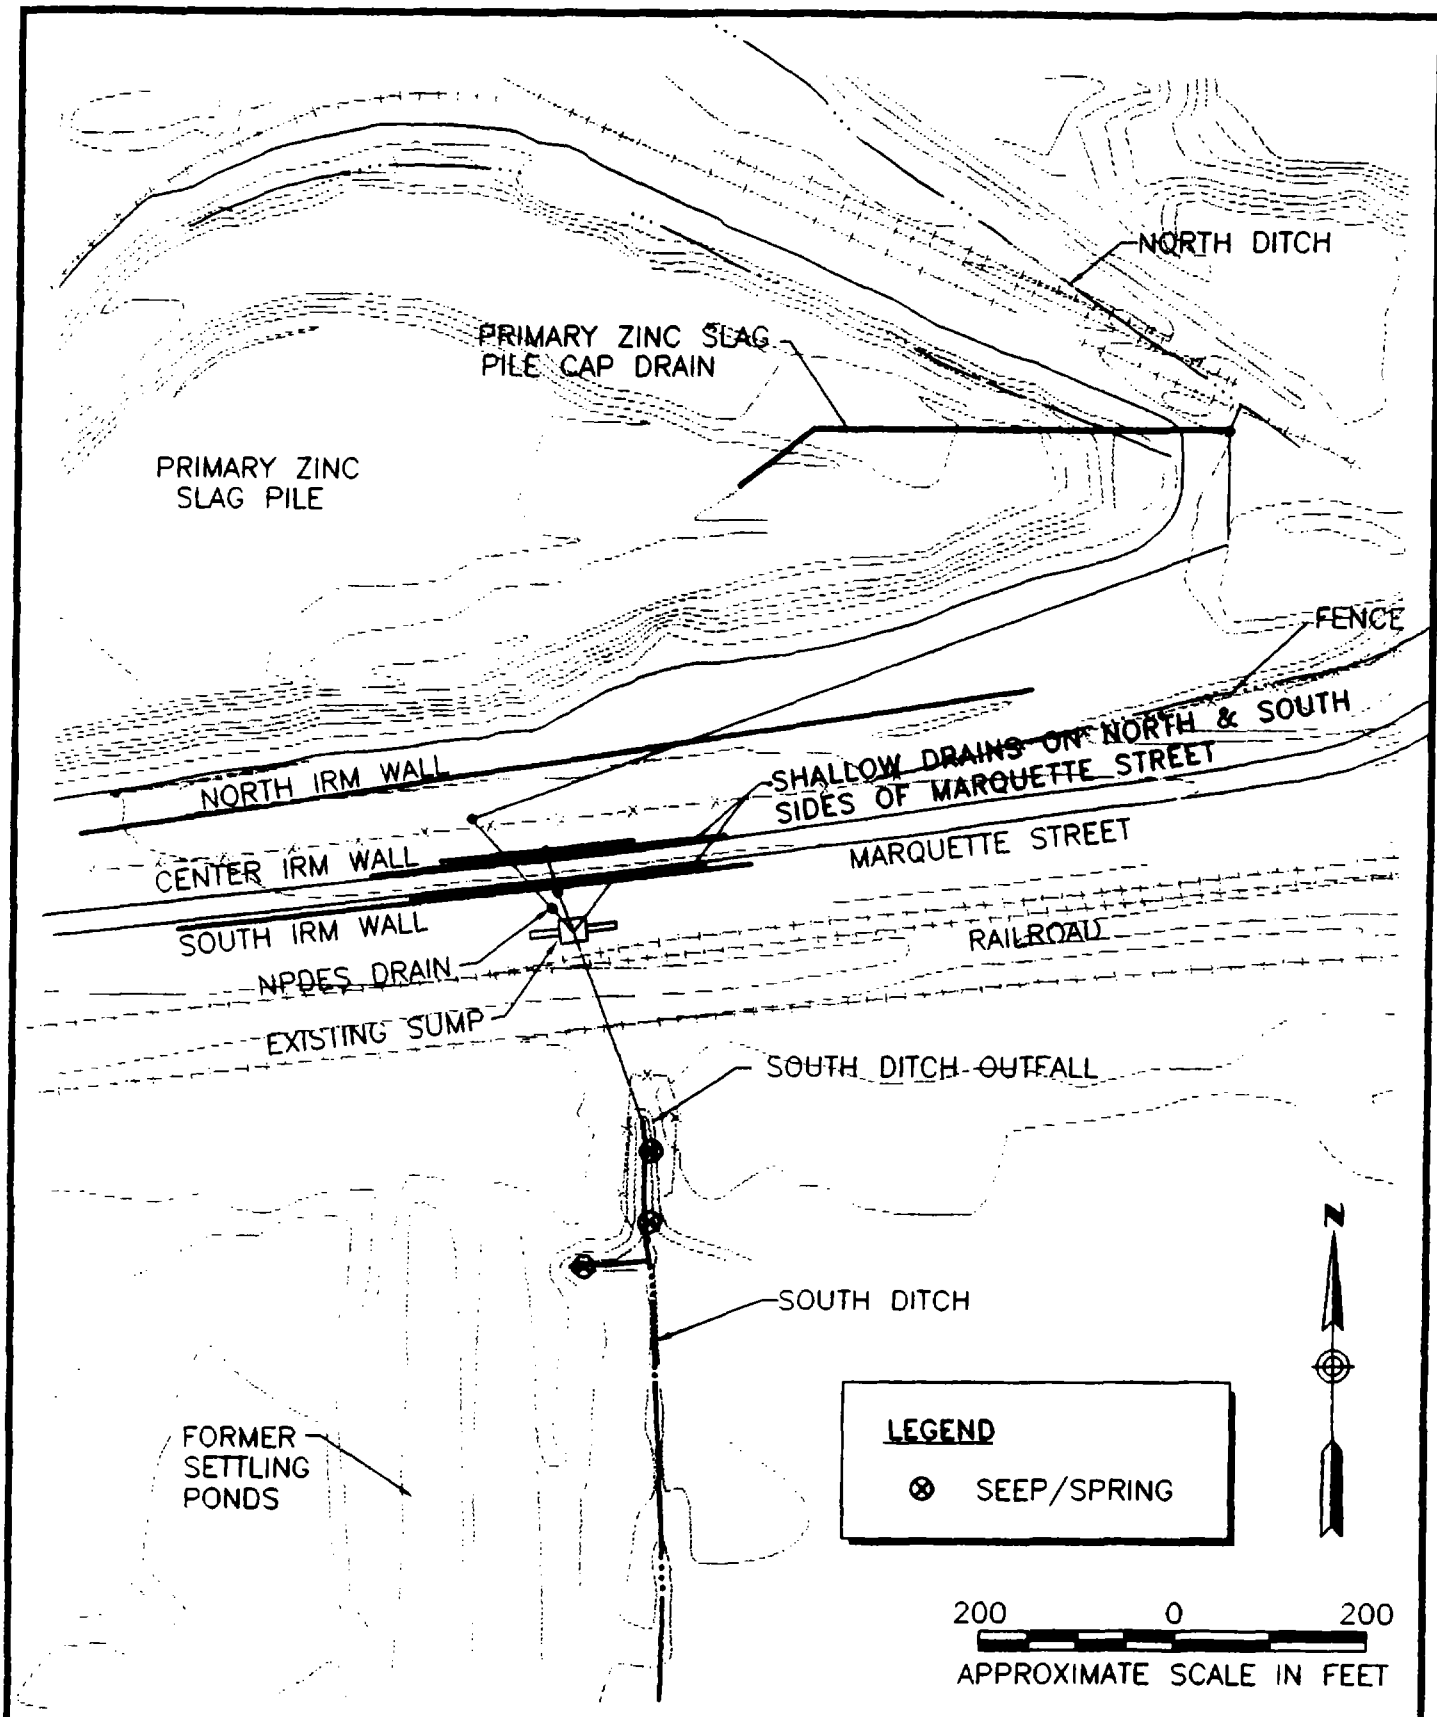 NORTH DITCH
PRIMARY ZINC SLAG
PILE CAP DRAIN
PRIMARY ZINC
SLAG PILE
FENCE
SHALLOW DRAINS ON NORTH & SOUTH
SIDES OF MARQUETTE STREET
NORTH IRM WALL
MARQUETTE STREET
CENTER IRM WALL
SOUTH IRM WALL
RAILROAD
NPDES DRAIN
EXISTING SUMP
SOUTH DITCH OUTFALL
SOUTH DITCH
N
FORMER
SETTLING
PONDS
LEGEND
SEEP/SPRING
200 0 200
APPROXIMATE SCALE IN FEET